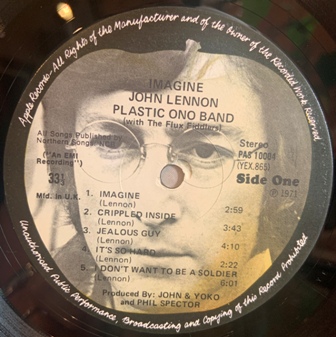 Apple Records-All Rights of the Manufacturer and of the Owner of the Recorded Work Reserved.
IMAGINE
JOHN LENNON
PLASTIC ONO BAND
(with The Flux Fiddlers)
All Songs Published by
Northern Songs/
("An EMI
Recording")
33⅓
Mfd. in U.K.
Stereo
PAS 10004
(YEX.865)
Side One
℗ 1971
1. IMAGINE
(Lennon) 2:59
2. CRIPPLED INSIDE
(Lennon) 3:43
3. JEALOUS GUY
(Lennon) 4:10
4. IT'S SO HARD
(Lennon) 2:22
5. I DON'T WANT TO BE A SOLDIER
(Lennon) 6:01
Produced By: JOHN & YOKO
and PHIL SPECTOR
Unauthorised Public Performance, Broadcasting and Copying of this Record Prohibited